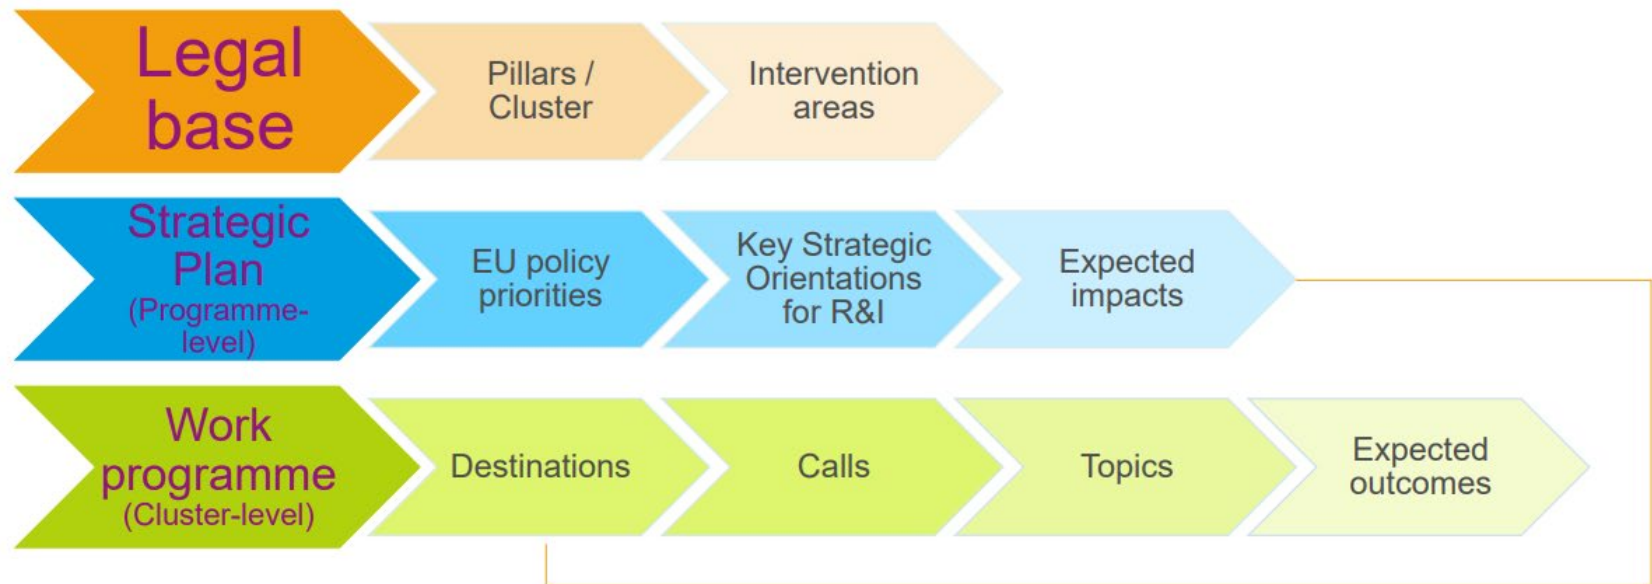 Legal
base
Pillars /
Cluster
Intervention
areas
Strategic
Plan
(Programme-
level)
EU policy
priorities
Key Strategic
Orientations
for R&I
Expected
impacts
Work
programme
(Cluster-level)
Destinations
Calls
Topics
Expected
outcomes